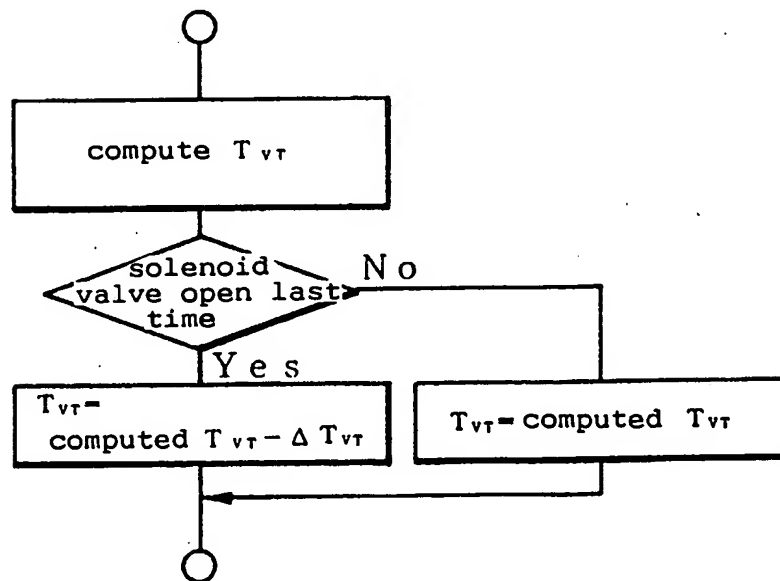 compute T VT
solenoid
valve open last
time
No
Yes
T VT =
computed T VT - Δ T VT
T VT = computed T VT